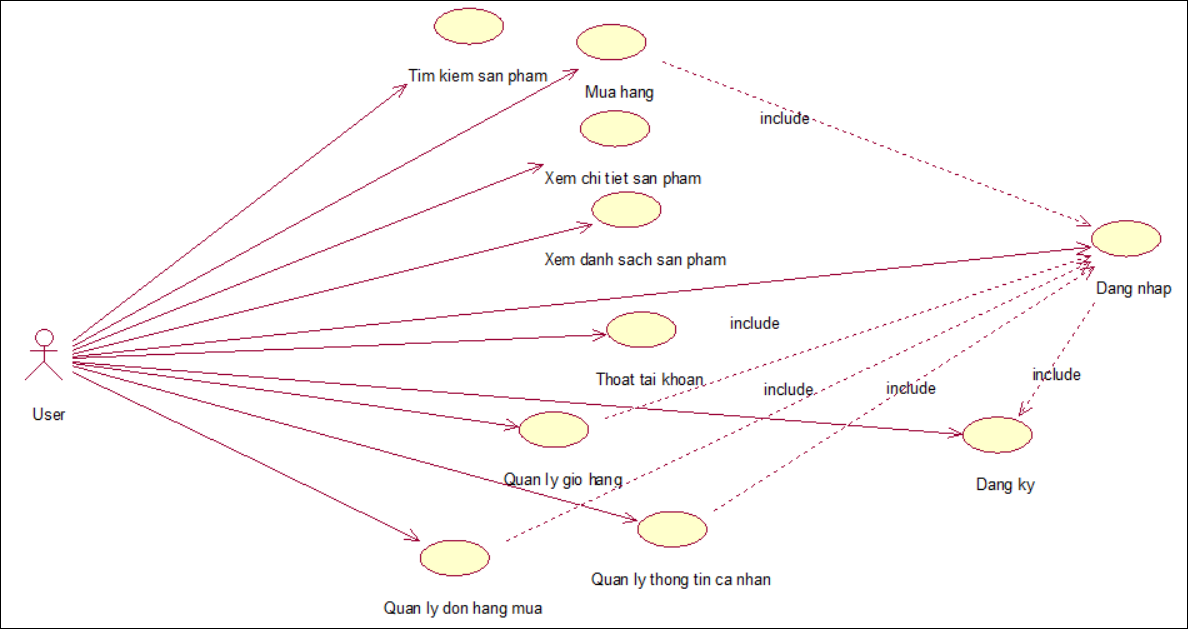 Tim kiem san pham
Mua hang
include
Xem chi tiet san pham
Xem danh sach san pham
Dang nhap
include
Thoat tai khoan
include
include
include
User
Quan ly gio hang
Dang ky
Quan ly thong tin ca nhan
Quan ly don hang mua